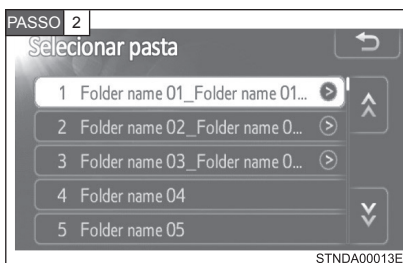 PASSO 2
Selecionar pasta
1 Folder name 01_Folder name 01...
2 Folder name 02_Folder name 0...
3 Folder name 03_Folder name 0...
4 Folder name 04
5 Folder name 05
STNDA00013E